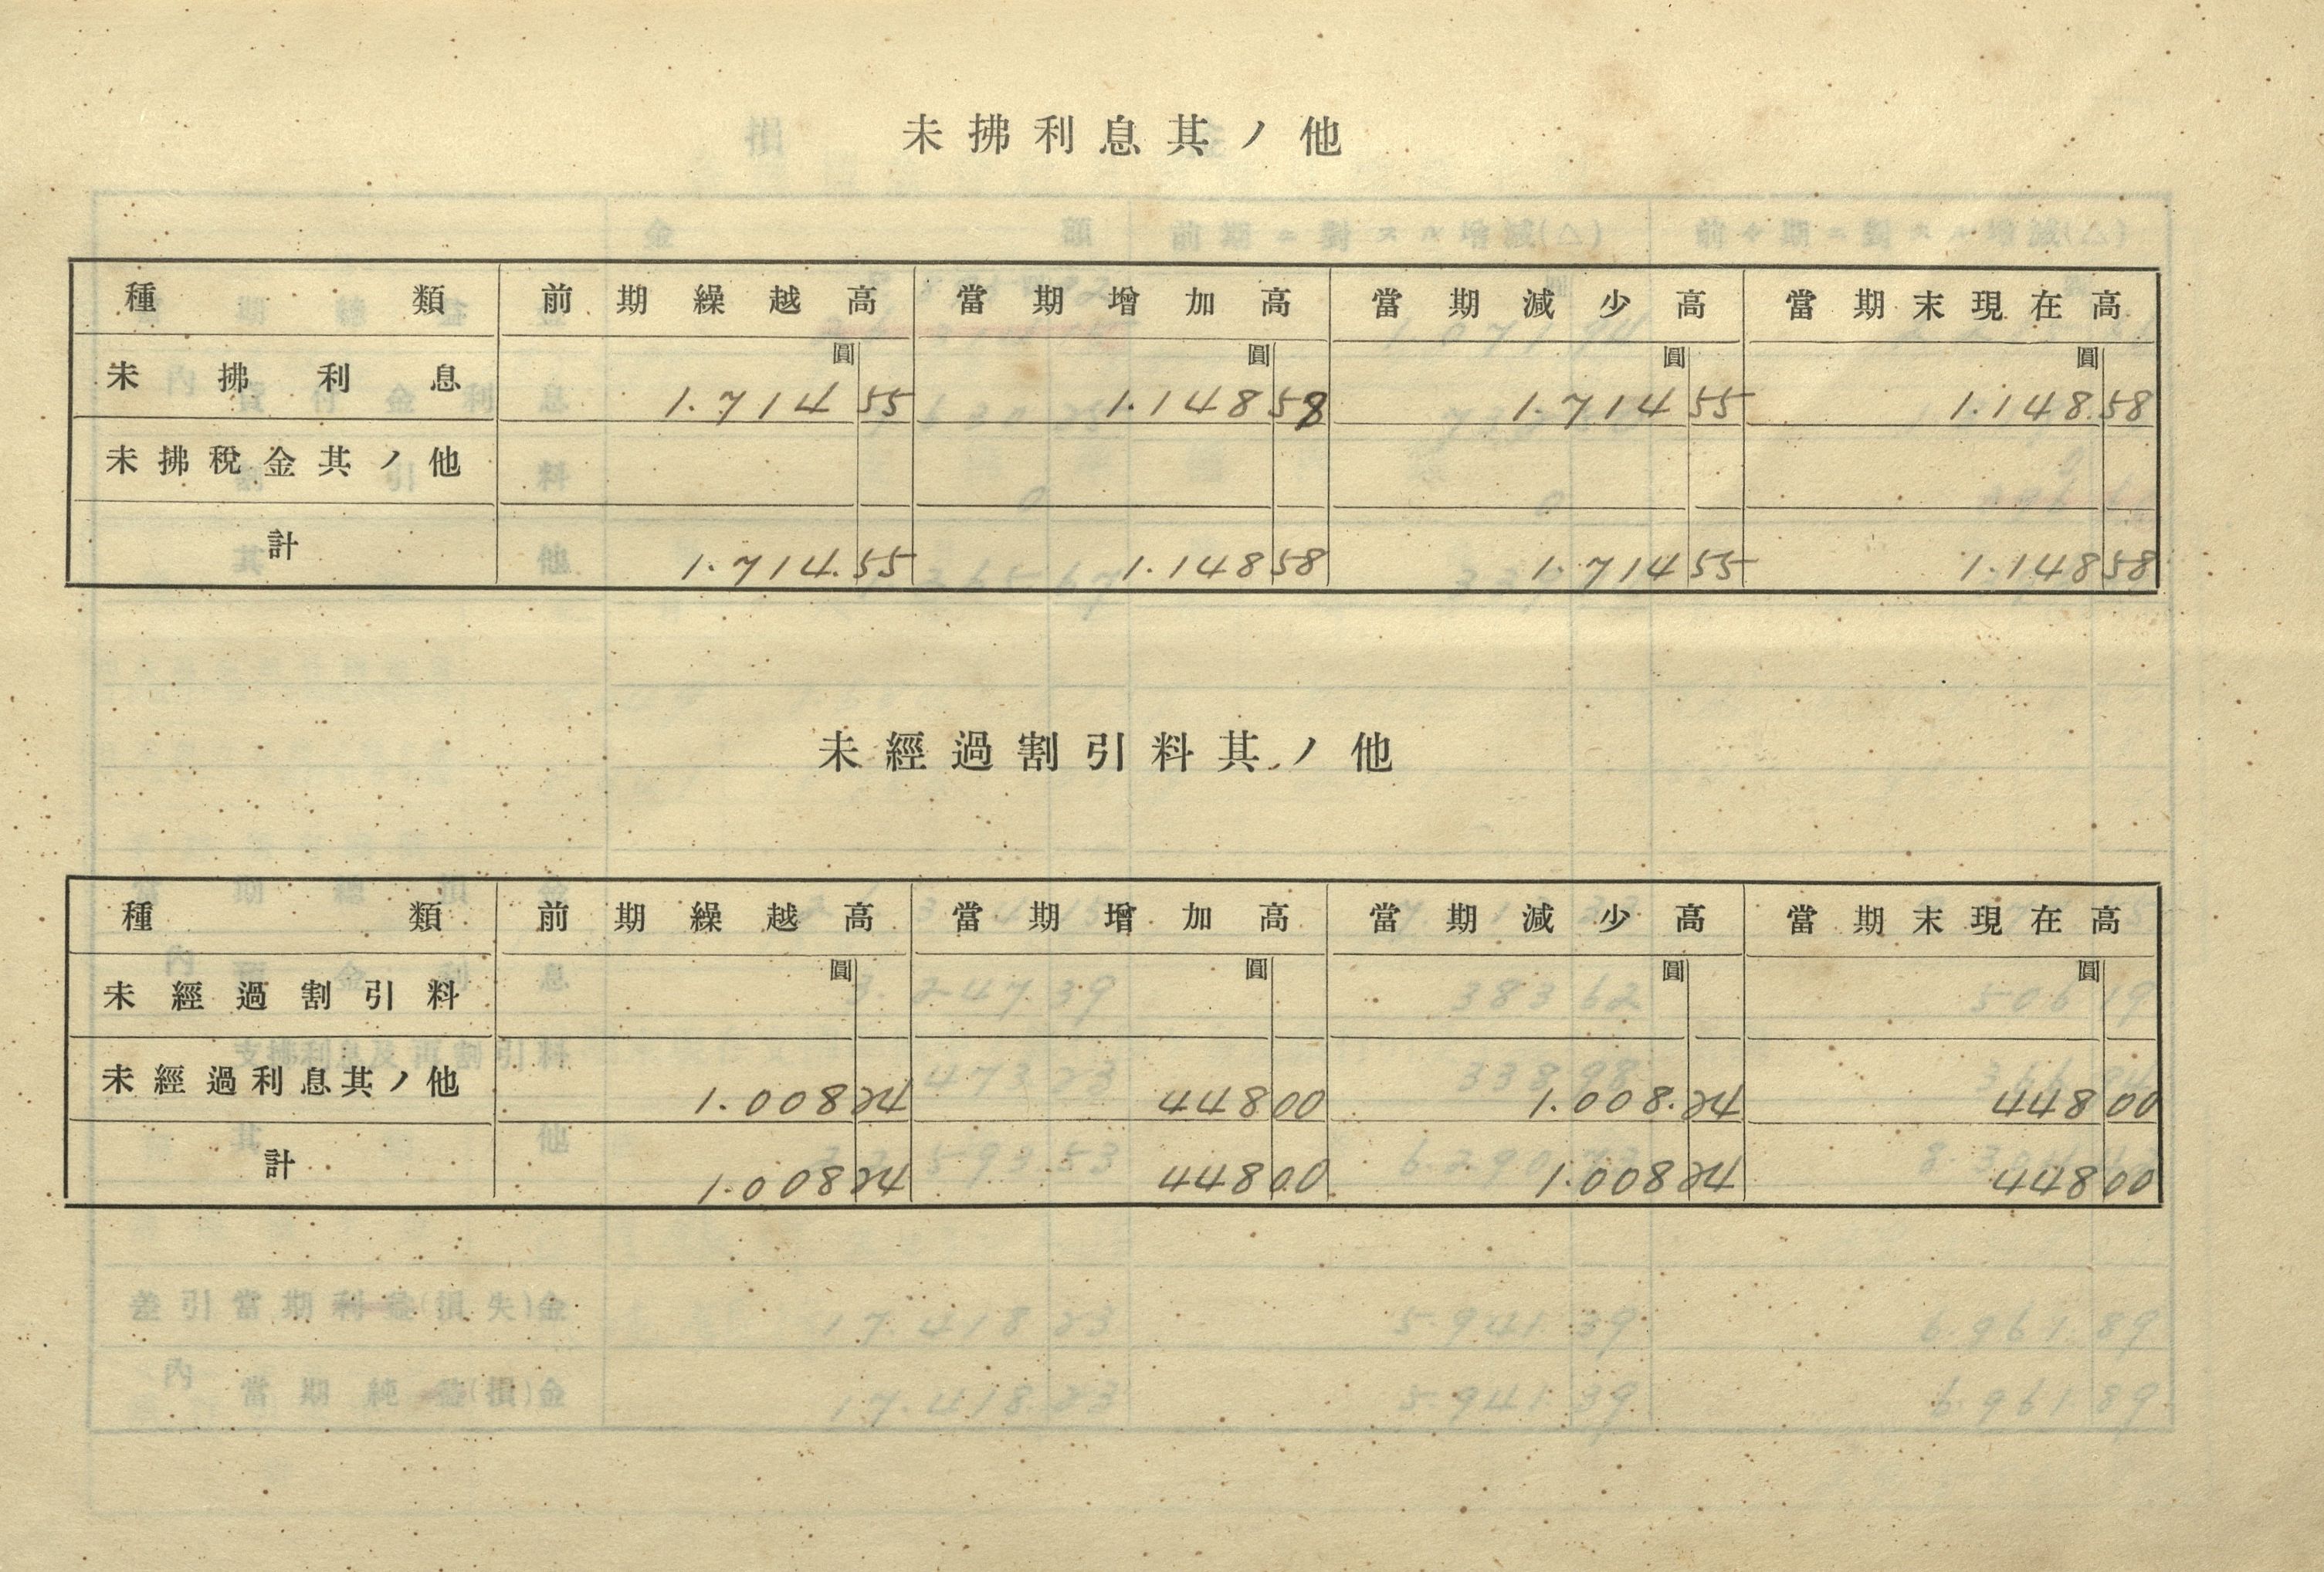 未拂利息其ノ他
種類 前期繰越高 當期增加高 當期減少高 當期末現在高
圓 圓 圓 圓
未拂利息 1.714 55 1.148 58 1.714 55 1.148.58
未拂稅金其ノ他
計 1.714.55 1.148 58 1.714 55 1.148 58
未經過割引料其ノ他
種類 前期繰越高 當期增加高 當期減少高 當期末現在高
圓 圓 圓 圓
未經過割引料
未經過利息其ノ他 1.008 24 448 00 1.008.24 448 00
計 1.008 24 448 00 1.008 24 448 00